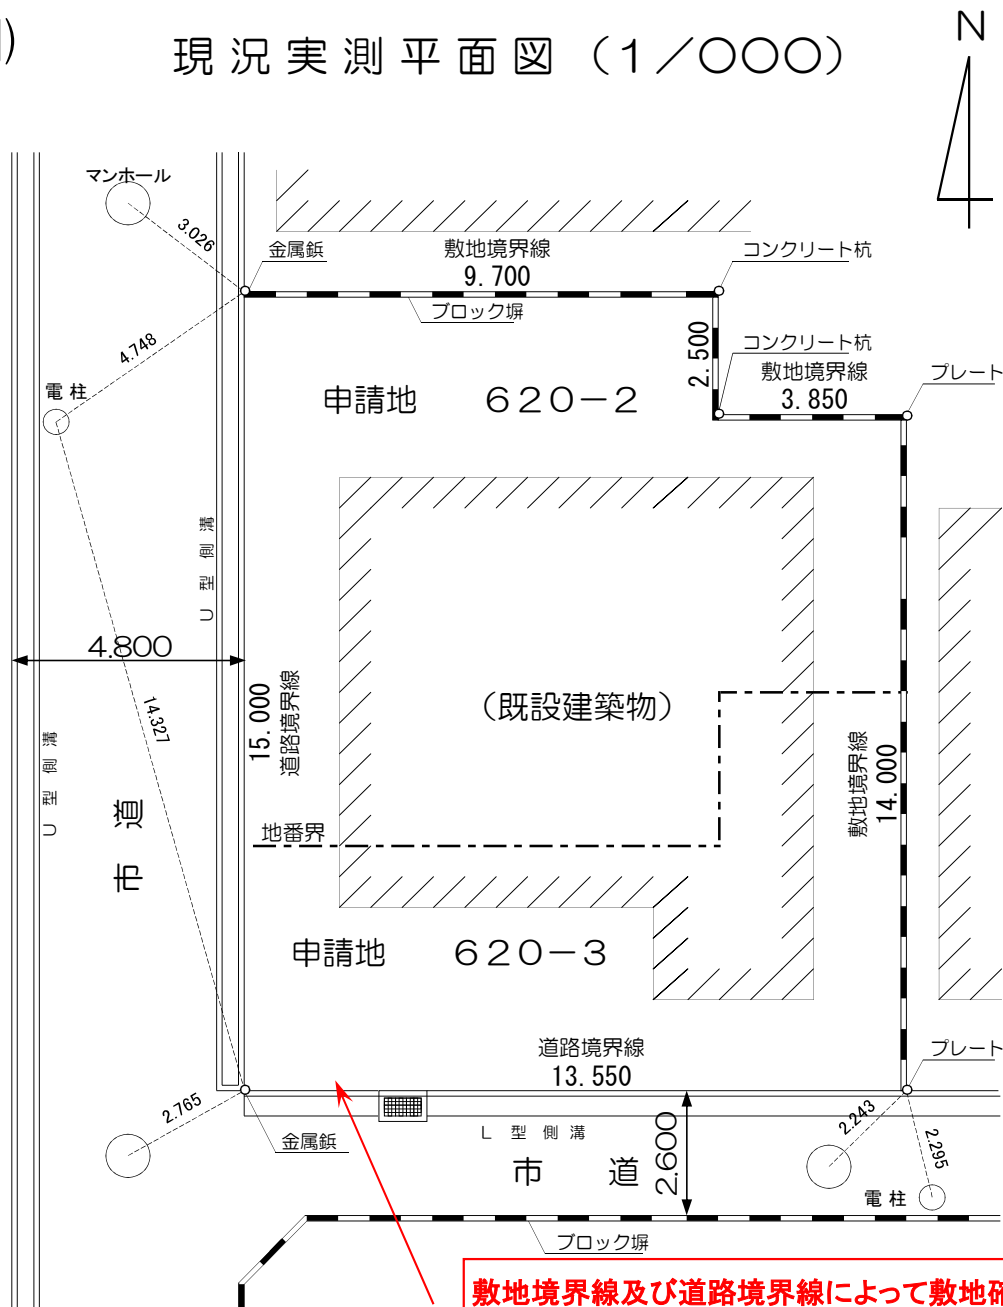 現況実測平面図（１／〇〇〇）
N
マンホール
3.026
金属鋲
敷地境界線
9.700
コンクリート杭
ブロック塀
4.748
2.500
コンクリート杭
敷地境界線
3.850
プレート
電柱
申請地　６２０−２
U型側溝
4.800
14.327
15.000
道路境界線
（既設建築物）
U型側溝
市道
敷地境界線
14.000
地番界
申請地　６２０−３
道路境界線
13.550
プレート
2.765
金属鋲
L型側溝
市道
2.600
2.243
2.295
電柱
ブロック塀
敷地境界線及び道路境界線によって敷地